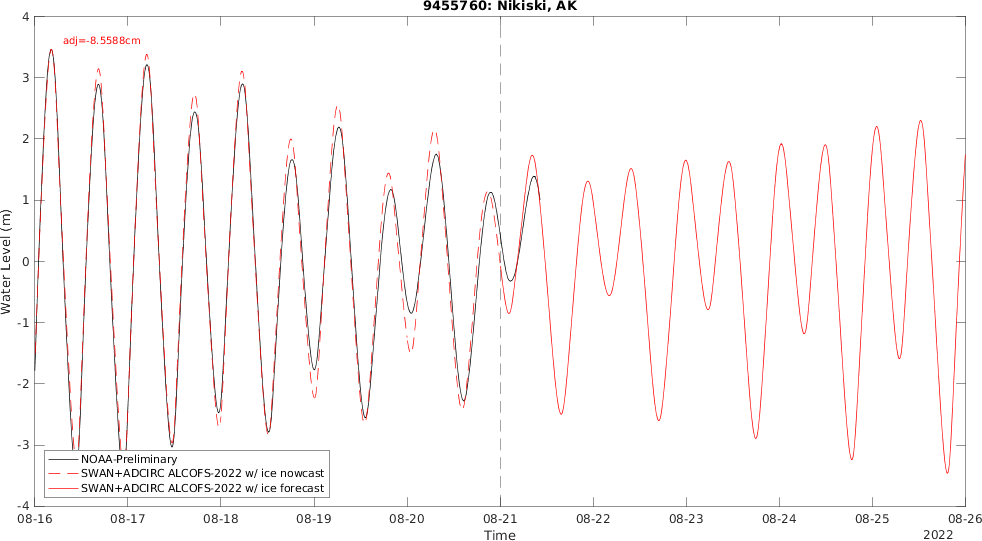 9455760: Nikiski, AK
adj=-8.5588cm
4
3
2
1
0
-1
-2
-3
-4
Water Level (m)
NOAA-Preliminary
SWAN+ADCIRC ALCOFS-2022 w/ ice nowcast
SWAN+ADCIRC ALCOFS-2022 w/ ice forecast
08-16 08-17 08-18 08-19 08-20 08-21 08-22 08-23 08-24 08-25 08-26
Time
2022